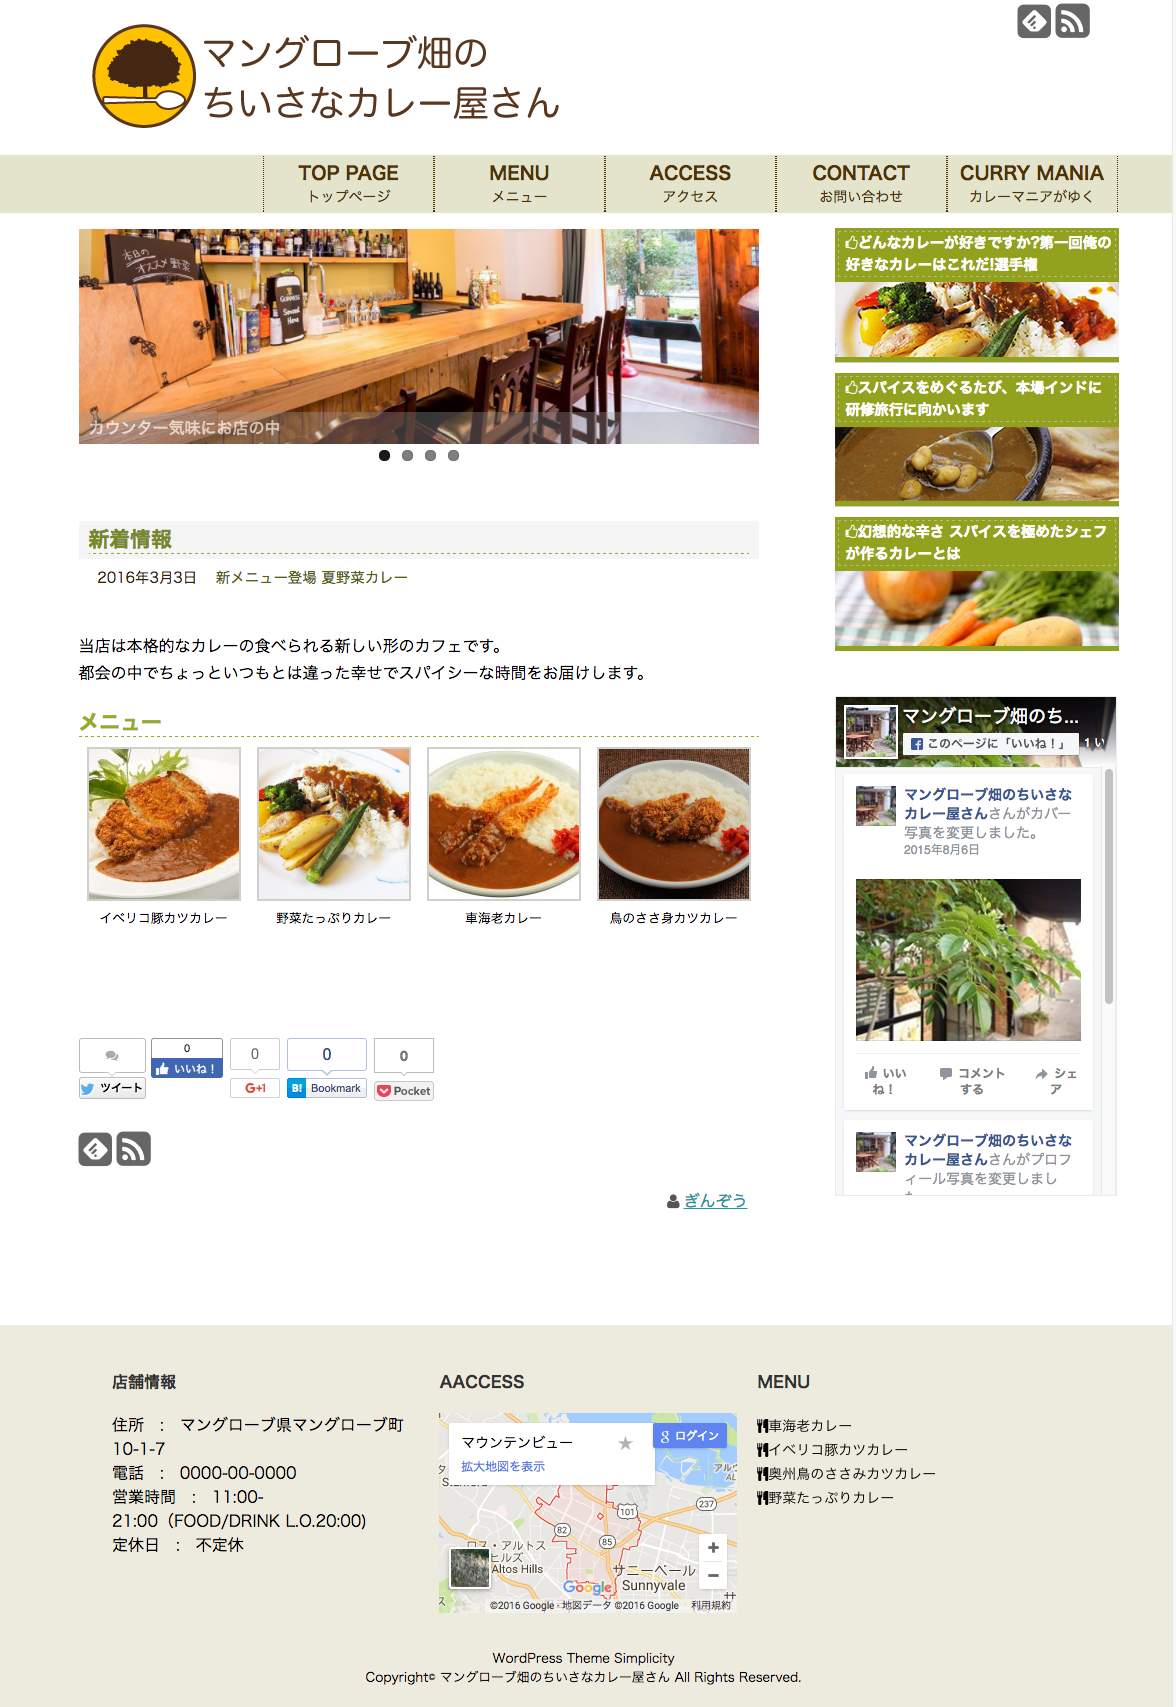 マングローブ畑の
ちいさなカレー屋さん
TOP PAGE
トップページ
MENU
メニュー
ACCESS
アクセス
CONTACT
お問い合わせ
CURRY MANIA
カレーマニアがゆく
本日の
オススメ野菜
GUINNESS
カウンター気味にお店の中
新着情報
2016年3月3日 新メニュー登場 夏野菜カレー
当店は本格的なカレーの食べられる新しい形のカフェです。
都会の中でちょっといつもとは違った幸せでスパイシーな時間をお届けします。
メニュー
イベリコ豚カツカレー
野菜たっぷりカレー
車海老カレー
鳥のささ身カツカレー
0
0
0
0
ツイート
いいね！
G+1
B! Bookmark
Pocket
ぎんぞう
どんなカレーが好きですか?第一回俺の
好きなカレーはこれだ!選手権
スパイスをめぐるたび、本場インドに
研修旅行に向かいます
幻想的な辛さ スパイスを極めたシェフ
が作るカレーとは
マングローブ畑のち...
このページに「いいね！」
1 い
マングローブ畑のちいさな
カレー屋さんさんがカバー
写真を変更しました。
2015年8月6日
いい
ね！
コメント
する
シェ
ア
マングローブ畑のちいさな
カレー屋さんさんがプロフ
ィール写真を変更しまし
店舗情報
住所 ： マングローブ県マングローブ町
10-1-7
電話 ： 0000-00-0000
営業時間 ： 11:00-
21:00（FOOD/DRINK L.O.20:00)
定休日 ： 不定休
AACCESS
マウンテンビュー
拡大地図を表示
ログイン
237
101
82
85
ロス・アルトス
ヒルズ
Altos Hills
サニーベール
Sunnyvale
Google
©2016 Google - 地図データ ©2016 Google 利用規約
MENU
車海老カレー
イベリコ豚カツカレー
奥州鳥のささみカツカレー
野菜たっぷりカレー
WordPress Theme Simplicity
Copyright© マングローブ畑のちいさなカレー屋さん All Rights Reserved.